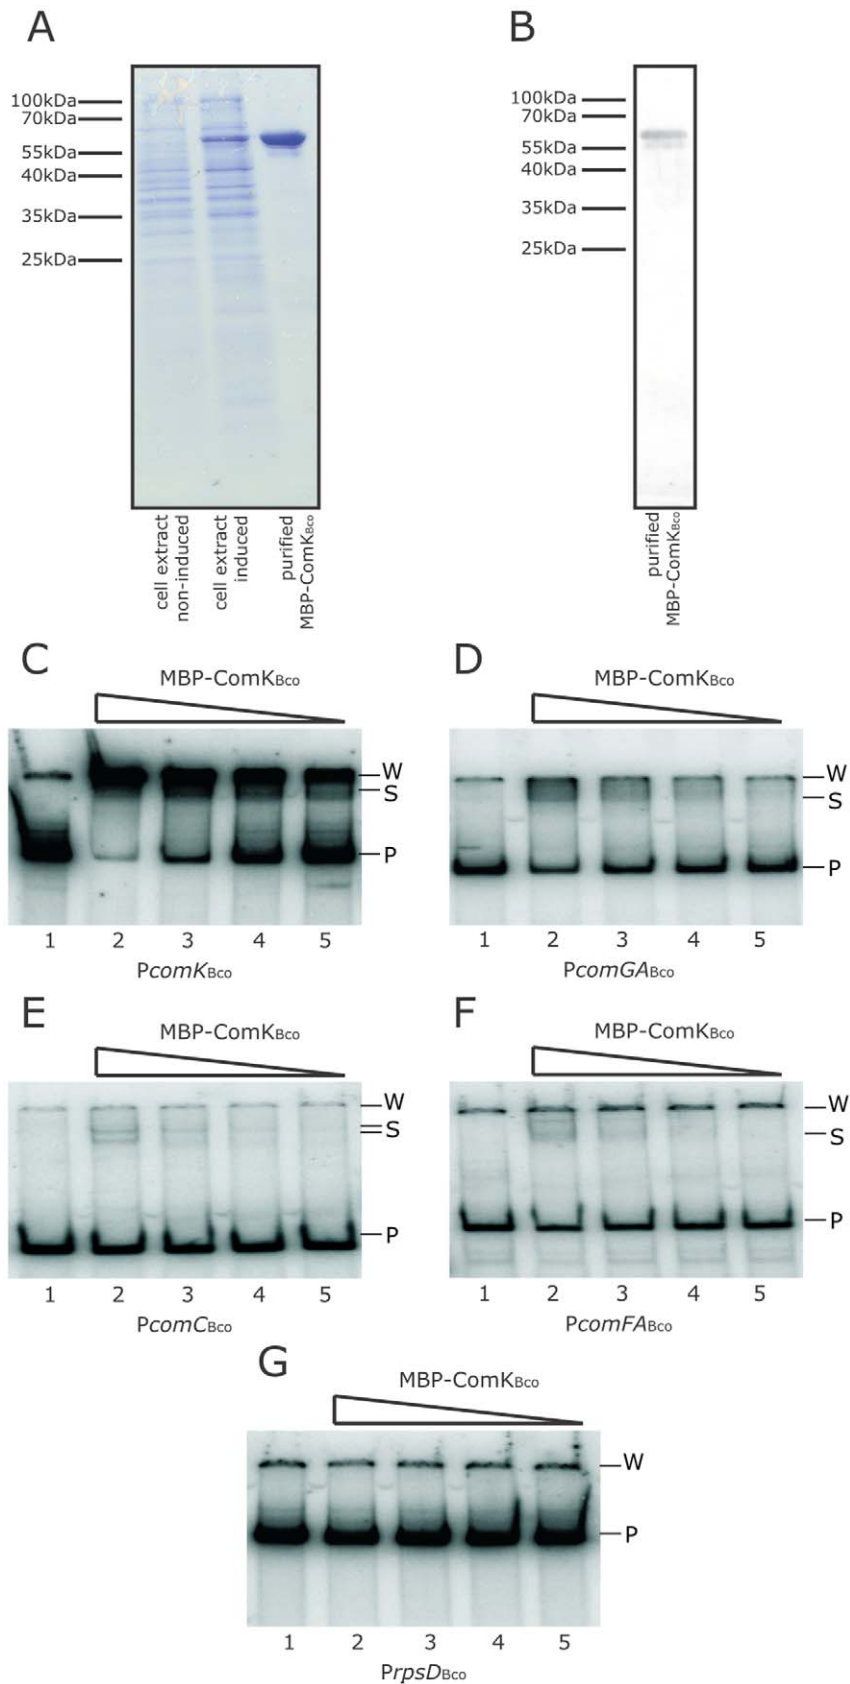 A
100kDa
70kDa
55kDa
40kDa
35kDa
25kDa
cell extract
non-induced
cell extract
induced
purified
MBP-ComKBco
B
100kDa
70kDa
55kDa
40kDa
35kDa
25kDa
purified
MBP-ComKBco
C
MBP-ComKBco
W
S
P
1 2 3 4 5
PcomKBco
D
MBP-ComKBco
W
S
P
1 2 3 4 5
PcomGABco
E
MBP-ComKBco
W
S
P
1 2 3 4 5
PcomCBco
F
MBP-ComKBco
W
S
P
1 2 3 4 5
PcomFABco
G
MBP-ComKBco
W
P
1 2 3 4 5
PrpsDBco